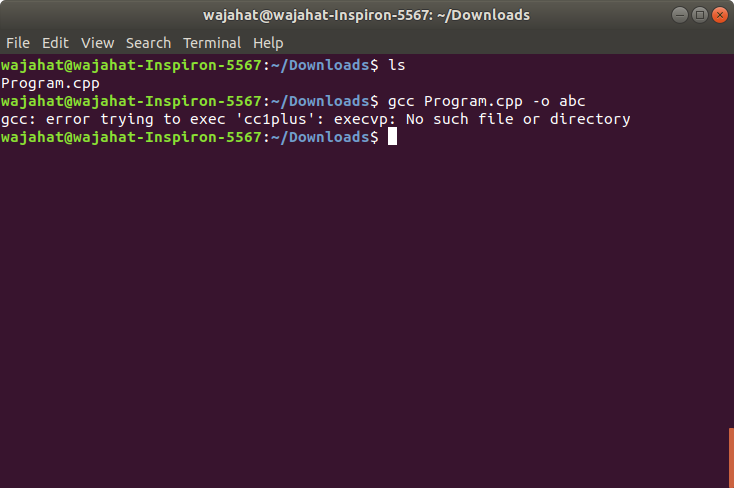 wajahat@wajahat-Inspiron-5567: ~/Downloads
File Edit View Search Terminal Help
wajahat@wajahat-Inspiron-5567:~/Downloads$ ls
Program.cpp
wajahat@wajahat-Inspiron-5567:~/Downloads$ gcc Program.cpp -o abc
gcc: error trying to exec 'cc1plus': execvp: No such file or directory
wajahat@wajahat-Inspiron-5567:~/Downloads$